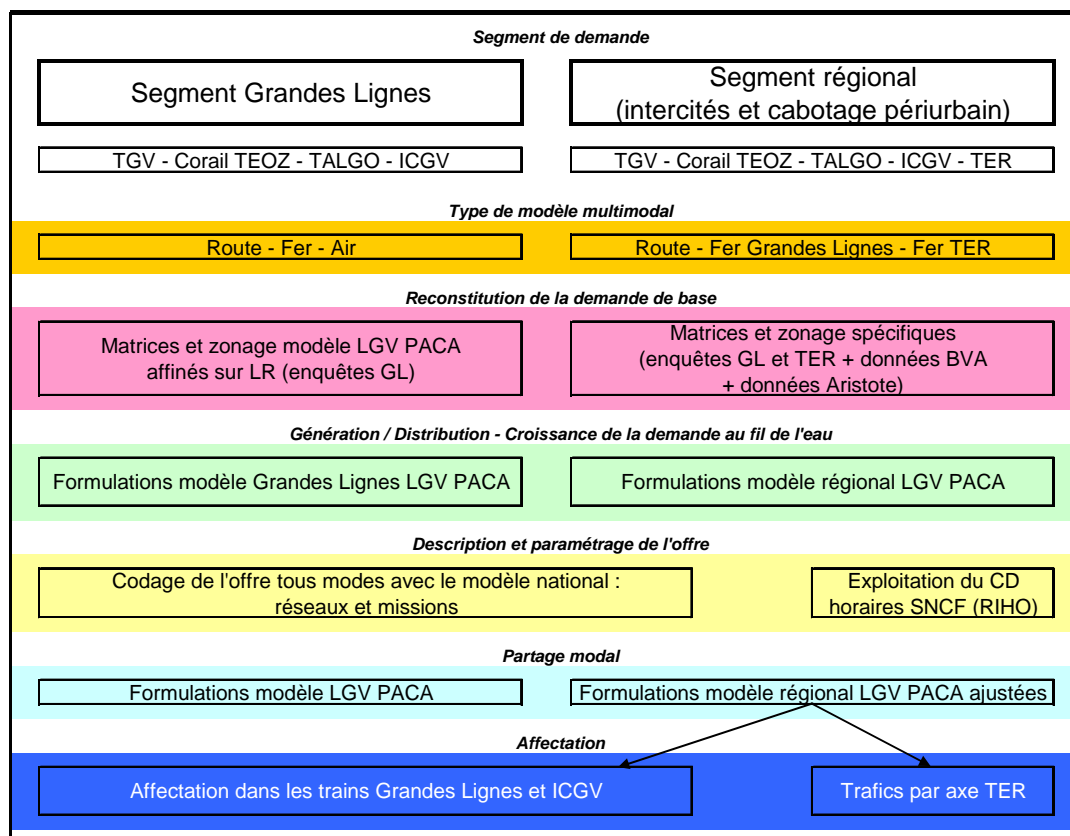 Segment de demande
Segment Grandes Lignes
Segment régional
(intercités et cabotage périurbain)
TGV - Corail TEOZ - TALGO - ICGV
TGV - Corail TEOZ - TALGO - ICGV - TER
Type de modèle multimodal
Route - Fer - Air
Route - Fer Grandes Lignes - Fer TER
Reconstitution de la demande de base
Matrices et zonage modèle LGV PACA
affinés sur LR (enquêtes GL)
Matrices et zonage spécifiques
(enquêtes GL et TER + données BVA
+ données Aristote)
Génération / Distribution - Croissance de la demande au fil de l'eau
Formulations modèle Grandes Lignes LGV PACA
Formulations modèle régional LGV PACA
Description et paramétrage de l'offre
Codage de l'offre tous modes avec le modèle national :
réseaux et missions
Exploitation du CD
horaires SNCF (RIHO)
Partage modal
Formulations modèle LGV PACA
Formulations modèle régional LGV PACA ajustées
Affectation
Affectation dans les trains Grandes Lignes et ICGV
Trafics par axe TER